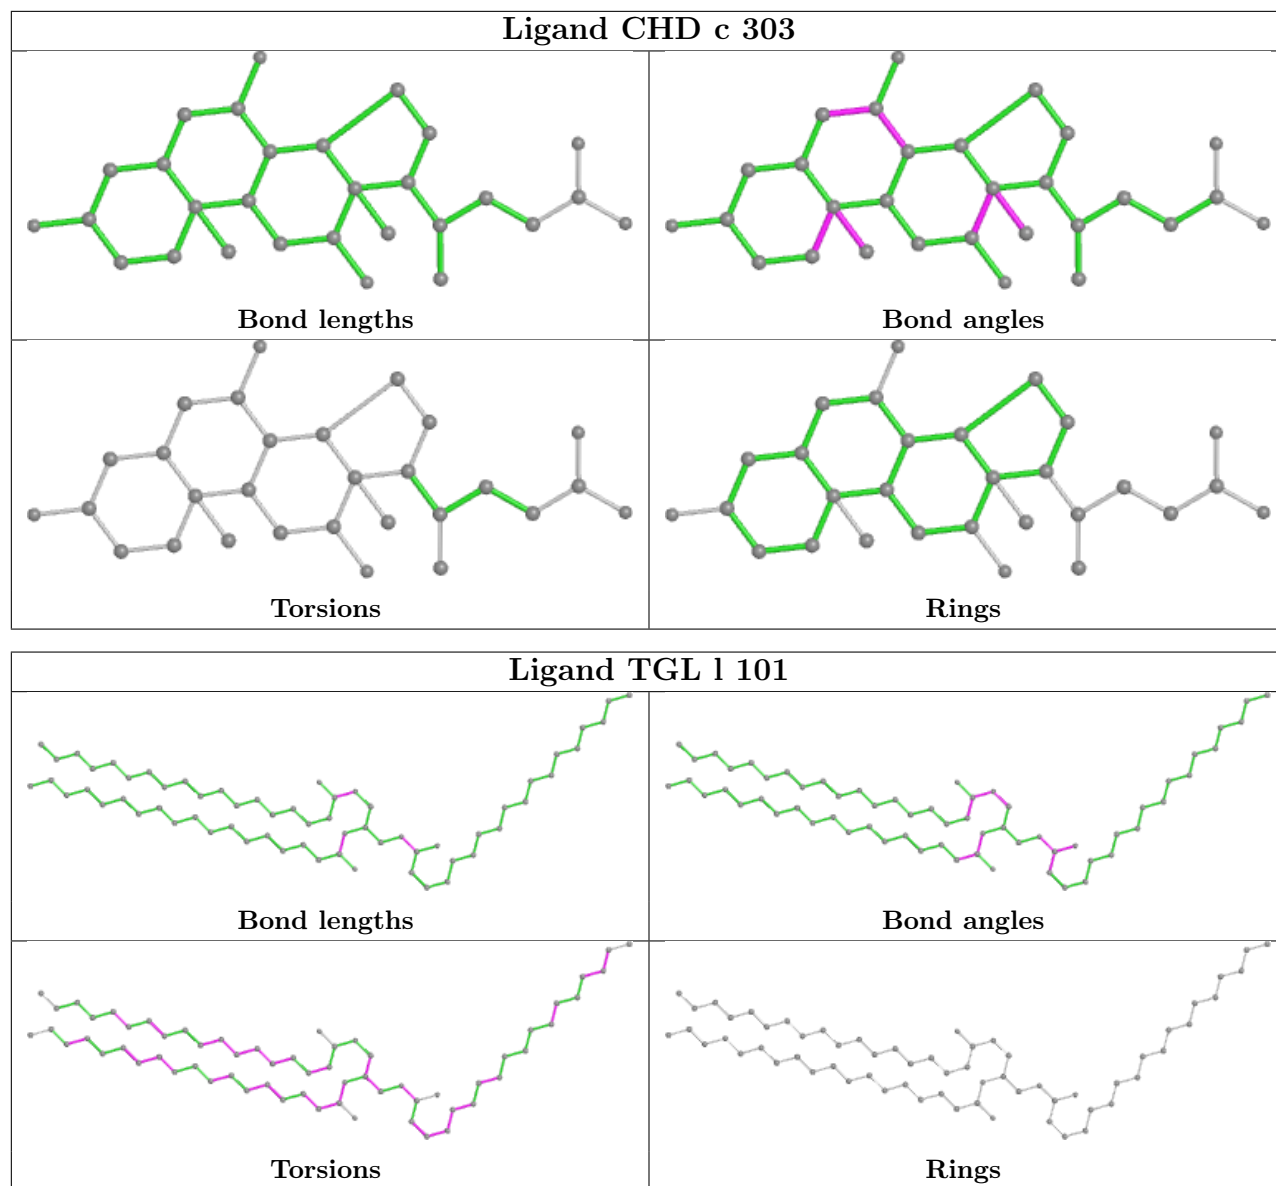 Ligand CHD c 303
Bond lengths
Bond angles
Torsions
Rings
Ligand TGL l 101
Bond lengths
Bond angles
Torsions
Rings